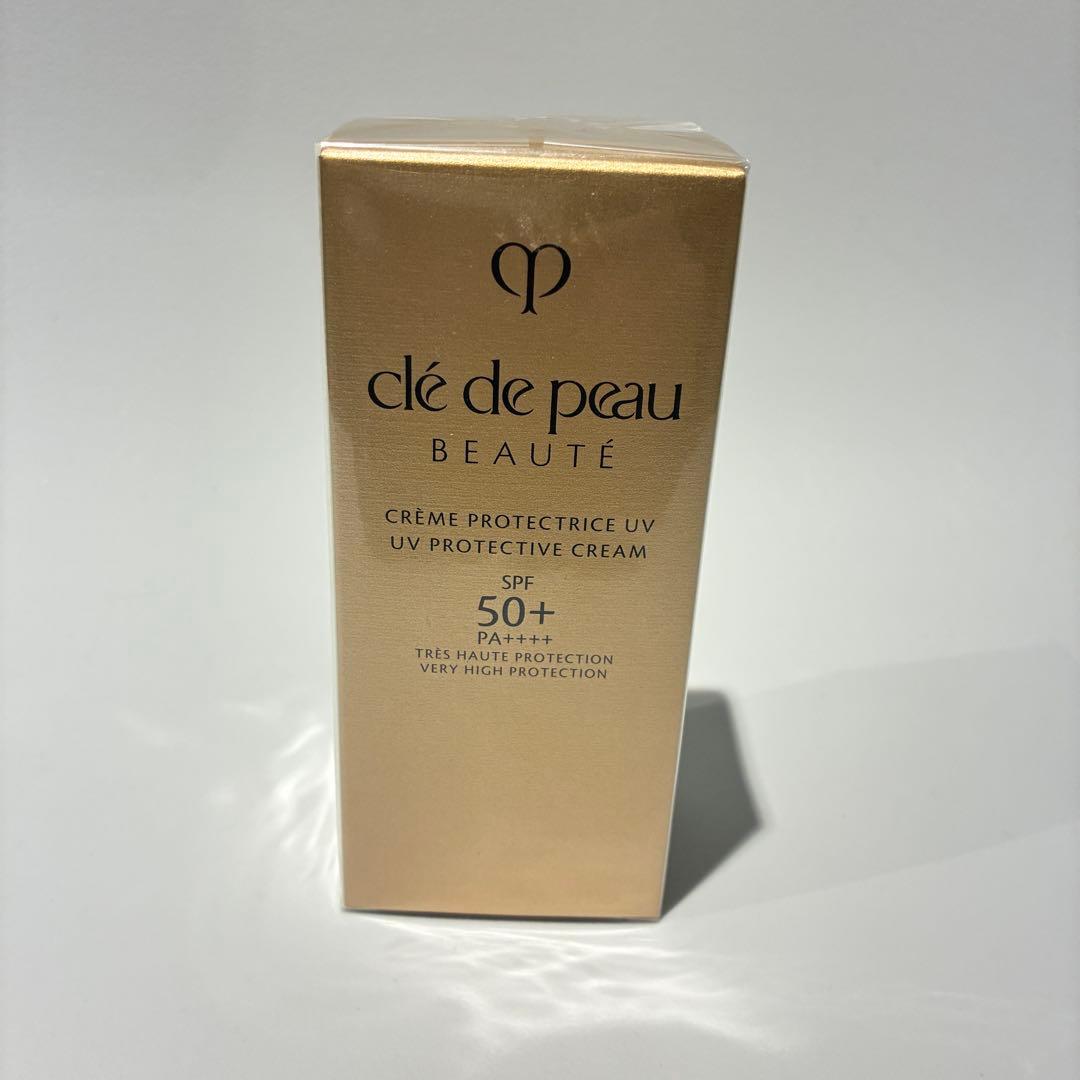 clé de peau
BEAUTÉ
CRÈME PROTECTRICE UV
UV PROTECTIVE CREAM
SPF
50+
PA++++
TRÈS HAUTE PROTECTION
VERY HIGH PROTECTION